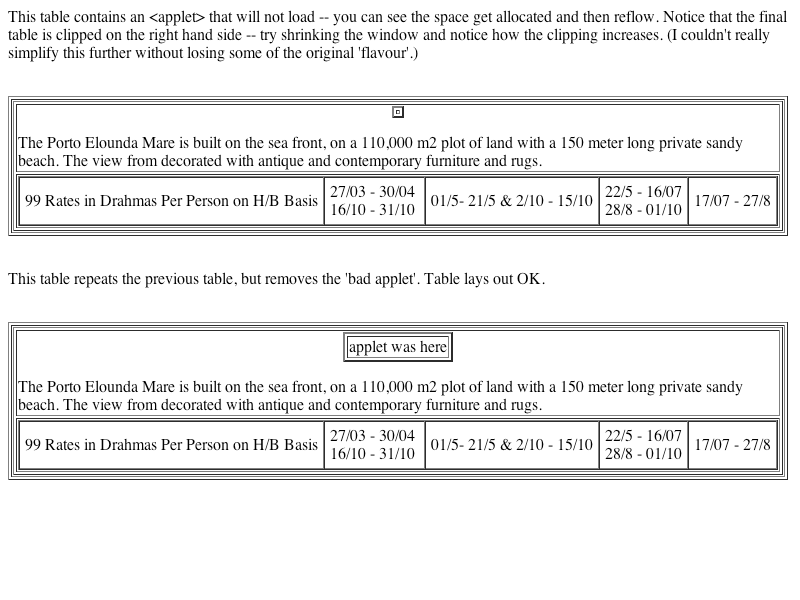 This table contains an <applet> that will not load -- you can see the space get allocated and then reflow. Notice that the final
table is clipped on the right hand side -- try shrinking the window and notice how the clipping increases. (I couldn't really
simplify this further without losing some of the original 'flavour'.)
The Porto Elounda Mare is built on the sea front, on a 110,000 m2 plot of land with a 150 meter long private sandy
beach. The view from decorated with antique and contemporary furniture and rugs.
99 Rates in Drahmas Per Person on H/B Basis
27/03 - 30/04
16/10 - 31/10
01/5- 21/5 & 2/10 - 15/10
22/5 - 16/07
28/8 - 01/10
17/07 - 27/8
This table repeats the previous table, but removes the 'bad applet'. Table lays out OK.
applet was here
The Porto Elounda Mare is built on the sea front, on a 110,000 m2 plot of land with a 150 meter long private sandy
beach. The view from decorated with antique and contemporary furniture and rugs.
99 Rates in Drahmas Per Person on H/B Basis
27/03 - 30/04
16/10 - 31/10
01/5- 21/5 & 2/10 - 15/10
22/5 - 16/07
28/8 - 01/10
17/07 - 27/8